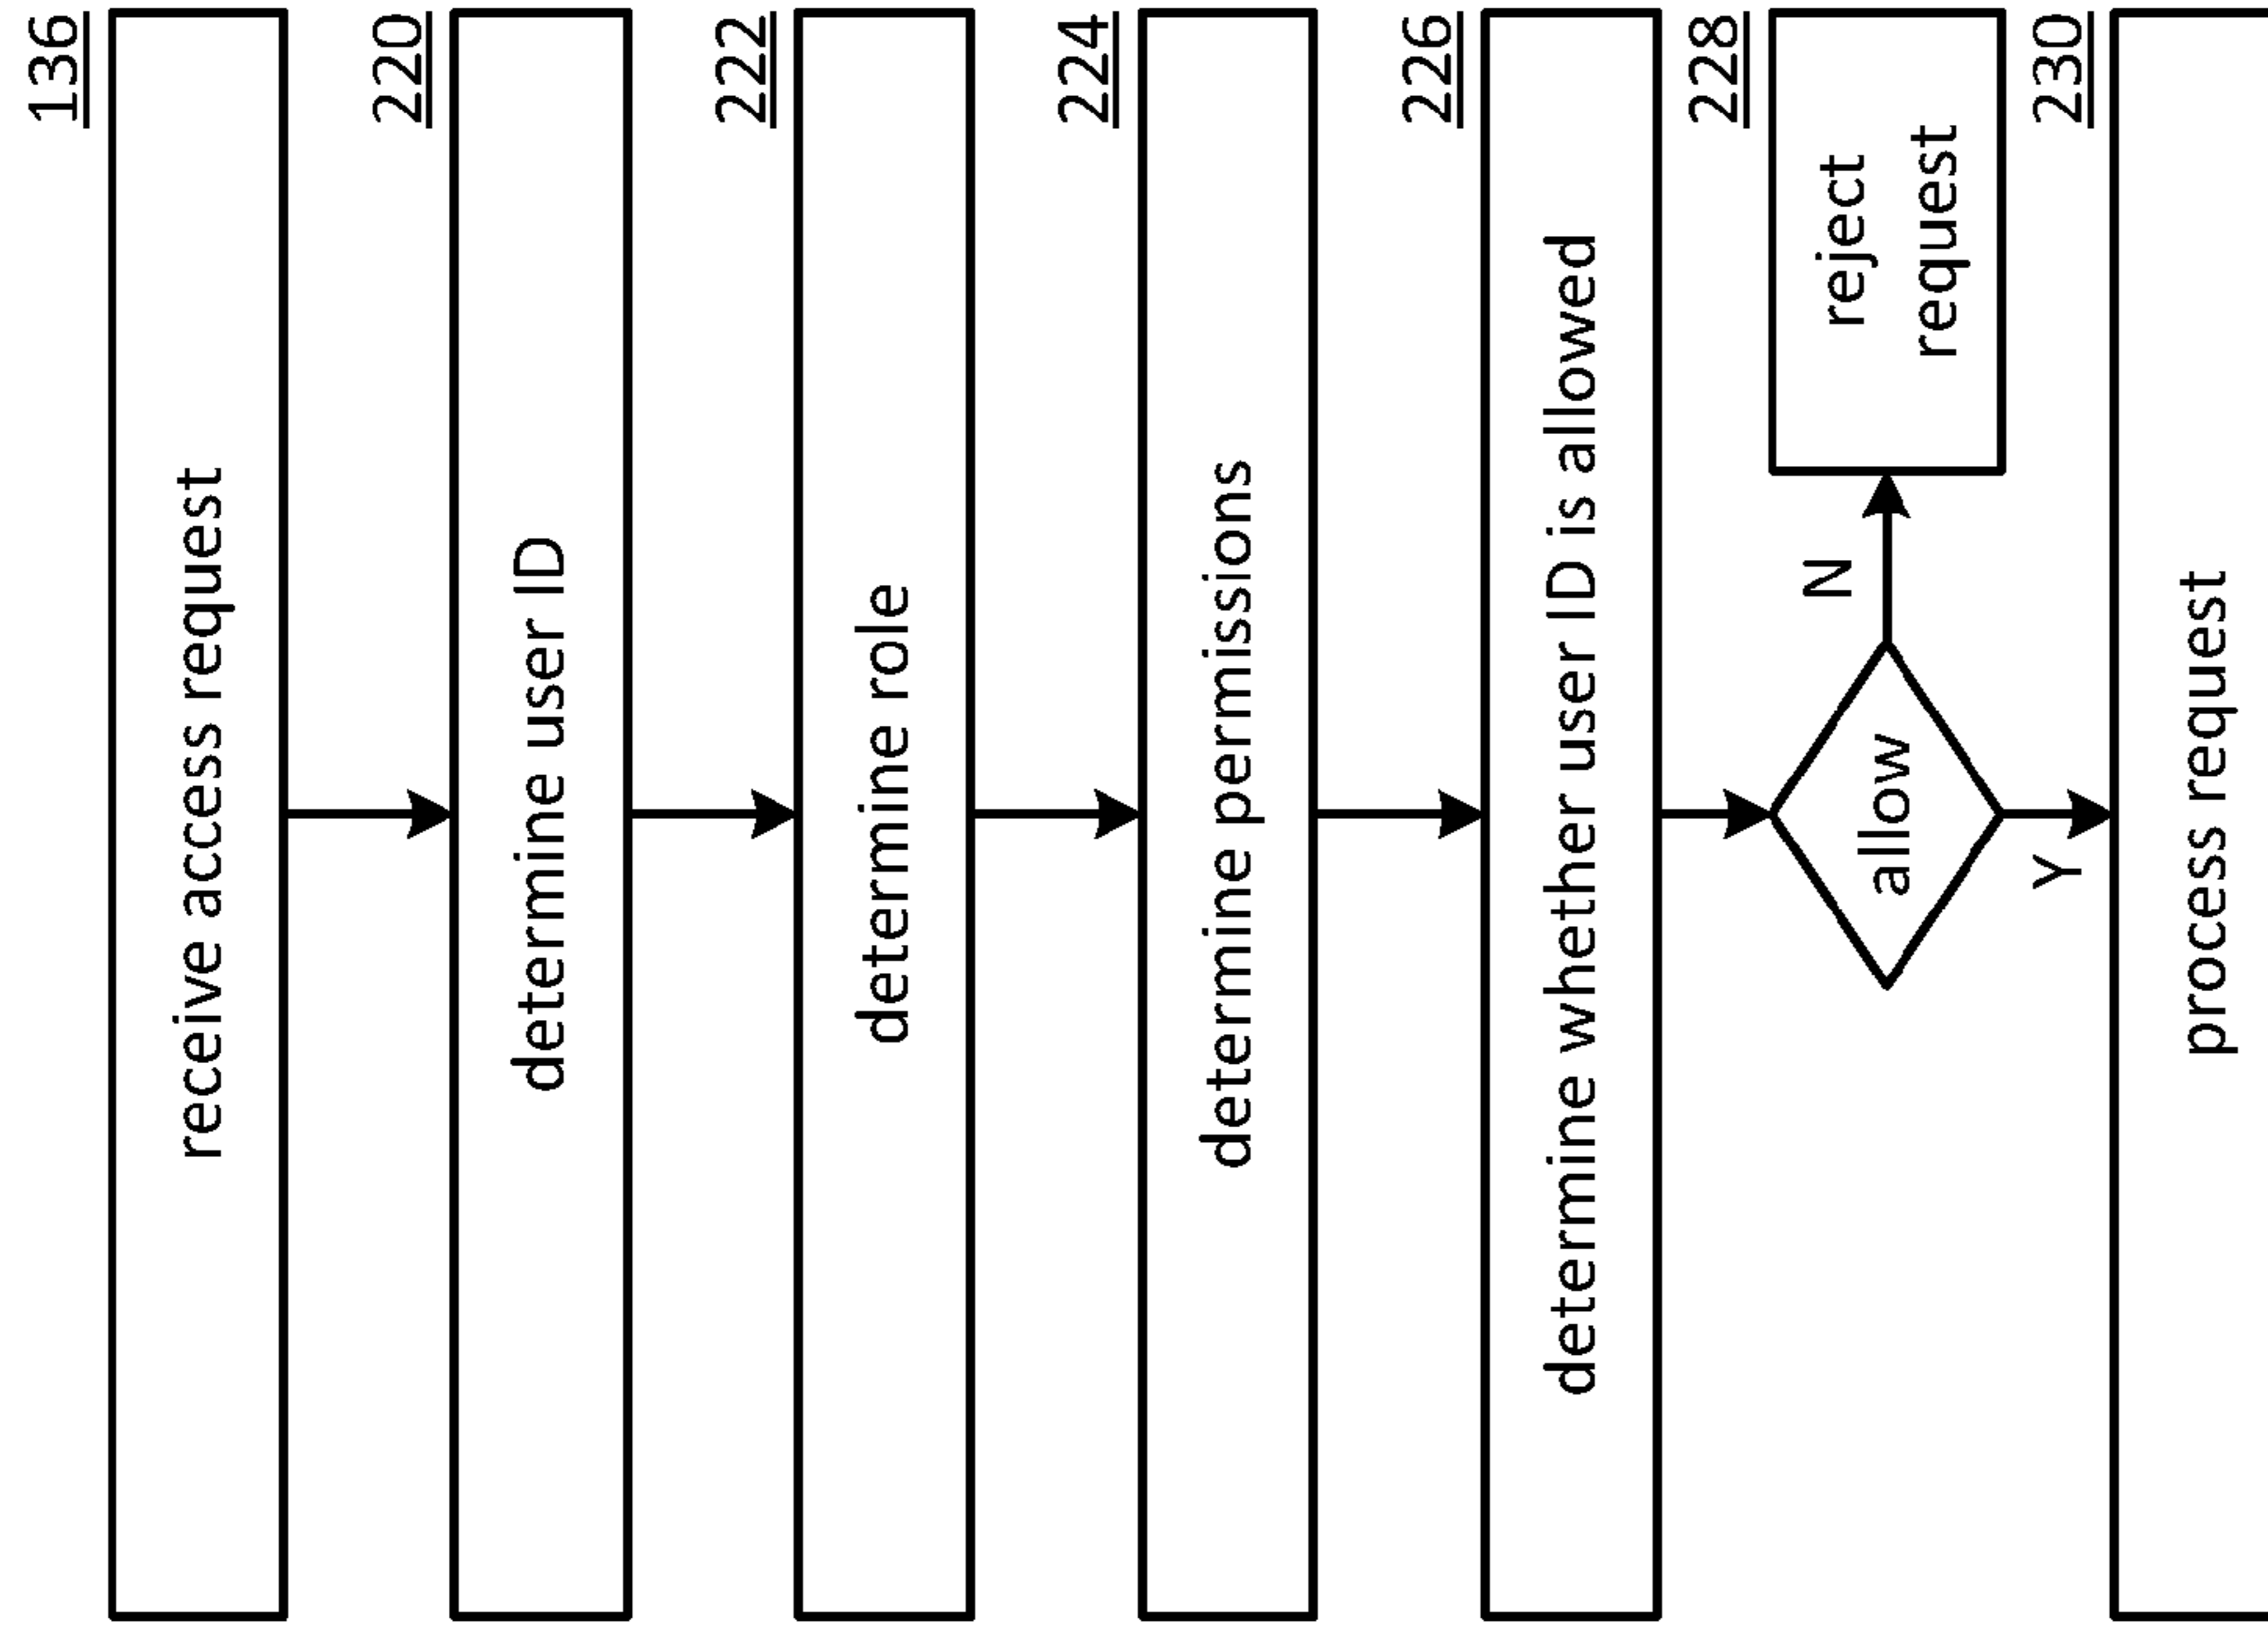 136
receive access request
220
determine user ID
222
determine role
224
determine permissions
226
determine whether user ID is allowed
228
allow
N
reject
request
Y
230
process request